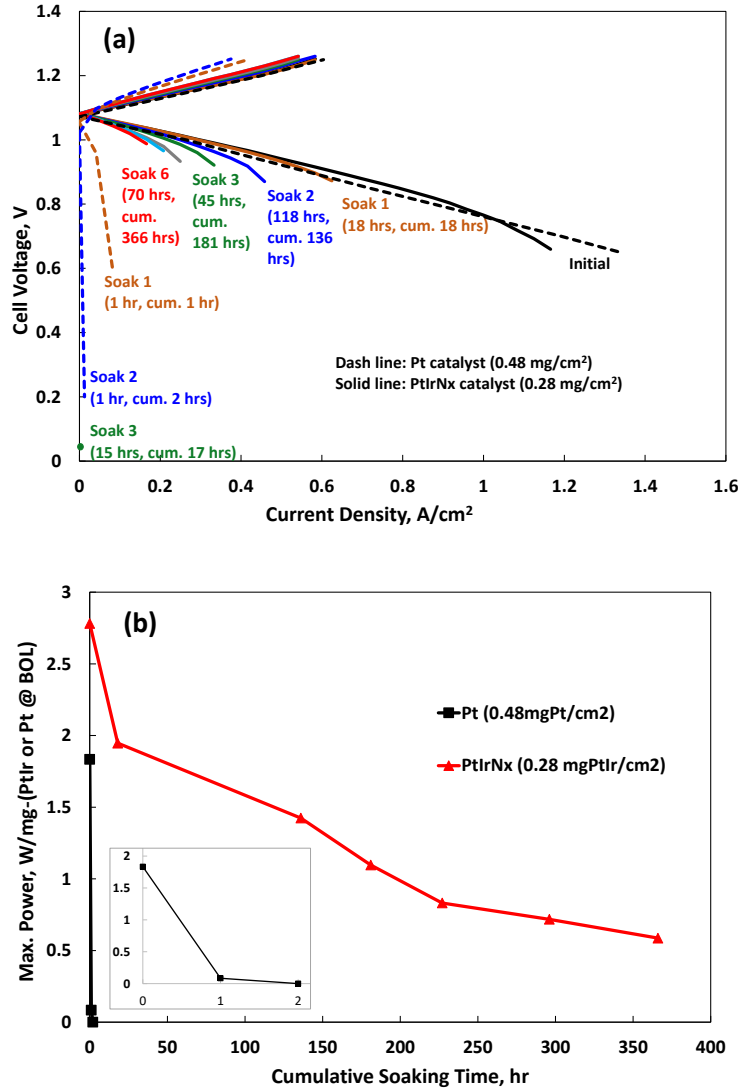 (a)
1.4
1.2
1
0.8
0.6
0.4
0.2
0
Cell Voltage, V
Soak 6
(70 hrs,
cum.
366 hrs)
Soak 3
(45 hrs,
cum.
181 hrs)
Soak 2
(118 hrs,
cum. 136
hrs)
Soak 1
(18 hrs, cum. 18 hrs)
Initial
Soak 1
(1 hr, cum. 1 hr)
Dash line: Pt catalyst (0.48 mg/cm²)
Solid line: PtIrNx catalyst (0.28 mg/cm²)
Soak 2
(1 hr, cum. 2 hrs)
Soak 3
(15 hrs, cum. 17 hrs)
0 0.2 0.4 0.6 0.8 1 1.2 1.4 1.6
Current Density, A/cm²
(b)
3
2.5
2
1.5
1
0.5
0
Max. Power, W/mg-(PtIr or Pt @ BOL)
Pt (0.48mgPt/cm2)
PtIrNx (0.28 mgPtIr/cm2)
2
1.5
1
0.5
0
0 1 2
0 50 100 150 200 250 300 350 400
Cumulative Soaking Time, hr